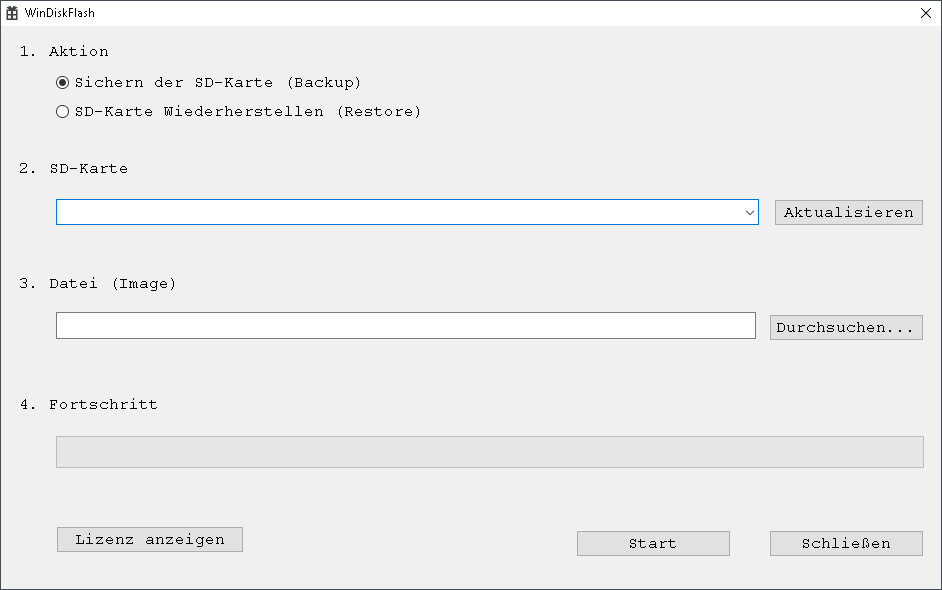 WinDiskFlash
1. Aktion
Sichern der SD-Karte (Backup)
SD-Karte Wiederherstellen (Restore)
2. SD-Karte
Aktualisieren
3. Datei (Image)
Durchsuchen...
4. Fortschritt
Lizenz anzeigen
Start
Schließen